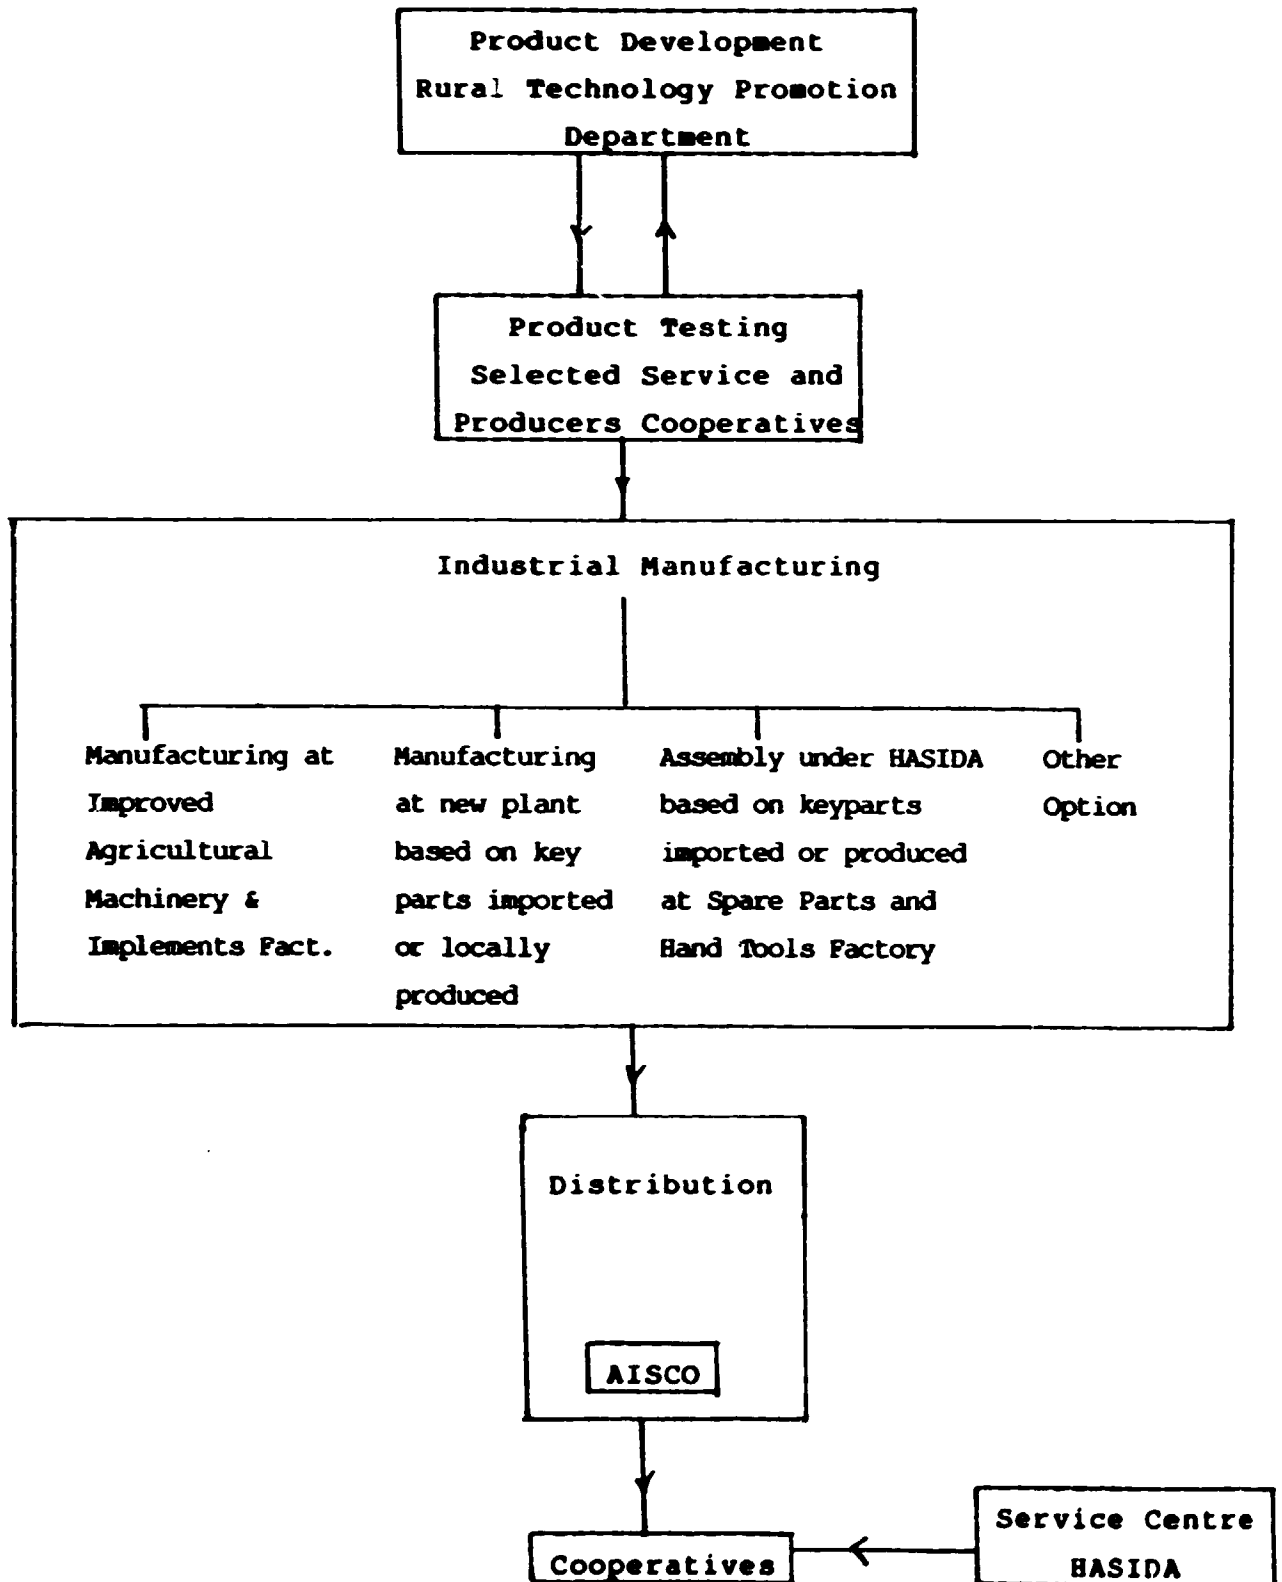 Product Development
Rural Technology Promotion
Department
Product Testing
Selected Service and
Producers Cooperatives
Industrial Manufacturing
Manufacturing at
Improved
Agricultural
Machinery &
Implements Fact.
Manufacturing
at new plant
based on key
parts imported
or locally
produced
Assembly under HASIDA
based on keyparts
imported or produced
at Spare Parts and
Hand Tools Factory
Other
Option
Distribution
AISCO
Cooperatives
Service Centre
HASIDA